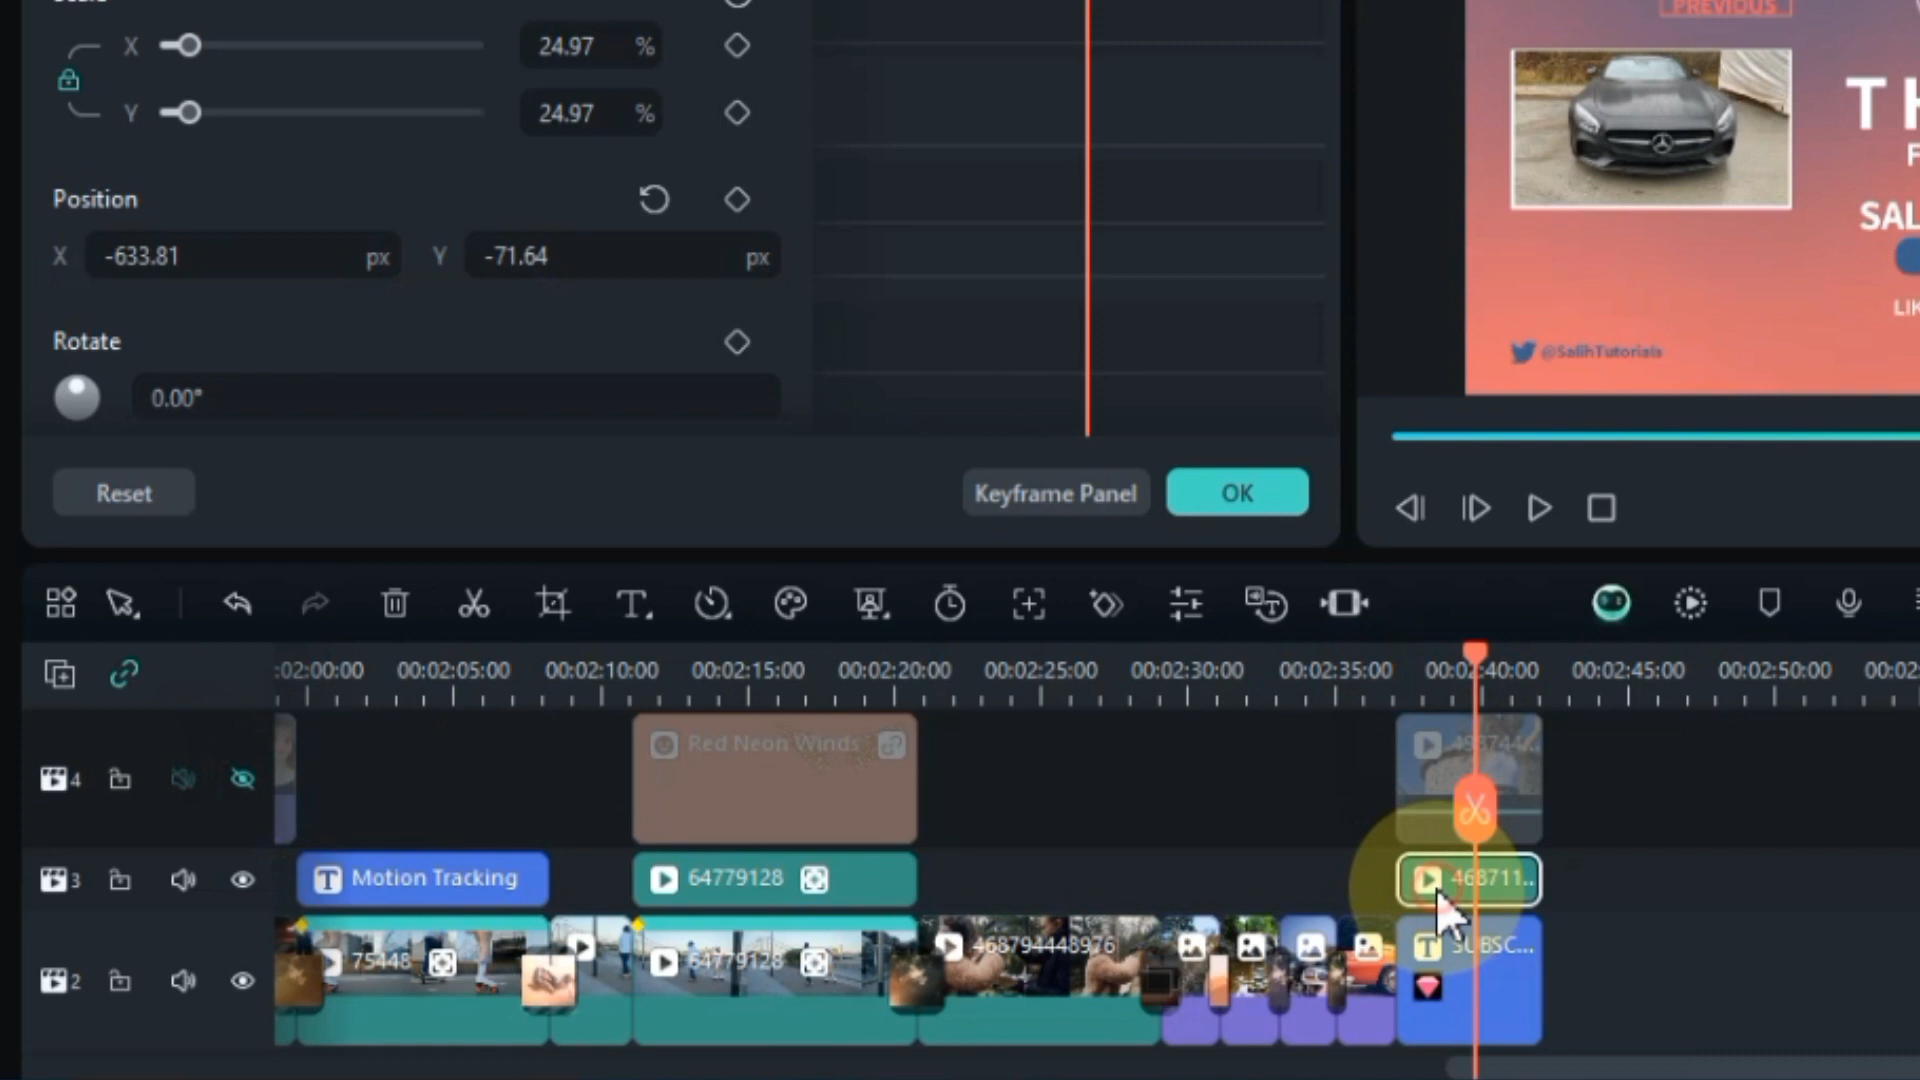 X 24.97 %
Y 24.97 %
Position
X -633.81 px Y -71.64 px
Rotate
0.00°
Reset Keyframe Panel OK
PREVIOUS
SAL
LIK
@SalihTutorials
:02:00:00 00:02:05:00 00:02:10:00 00:02:15:00 00:02:20:00 00:02:25:00 00:02:30:00 00:02:35:00 00:02:40:00 00:02:45:00 00:02:50:00 00:02
4 Red Neon Winds
3 Motion Tracking 64779128 468711..
2 75448 64779128 468794448976 SUBSC...